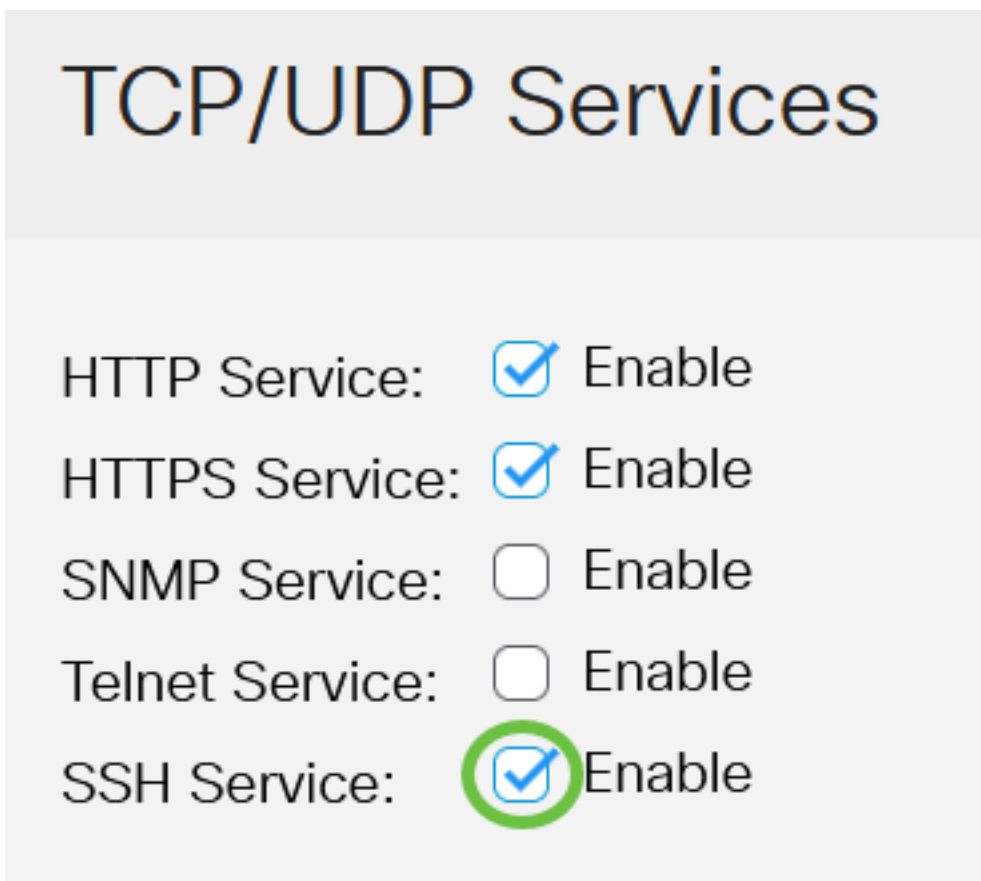 TCP/UDP Services
HTTP Service: Enable
HTTPS Service: Enable
SNMP Service: Enable
Telnet Service: Enable
SSH Service: Enable